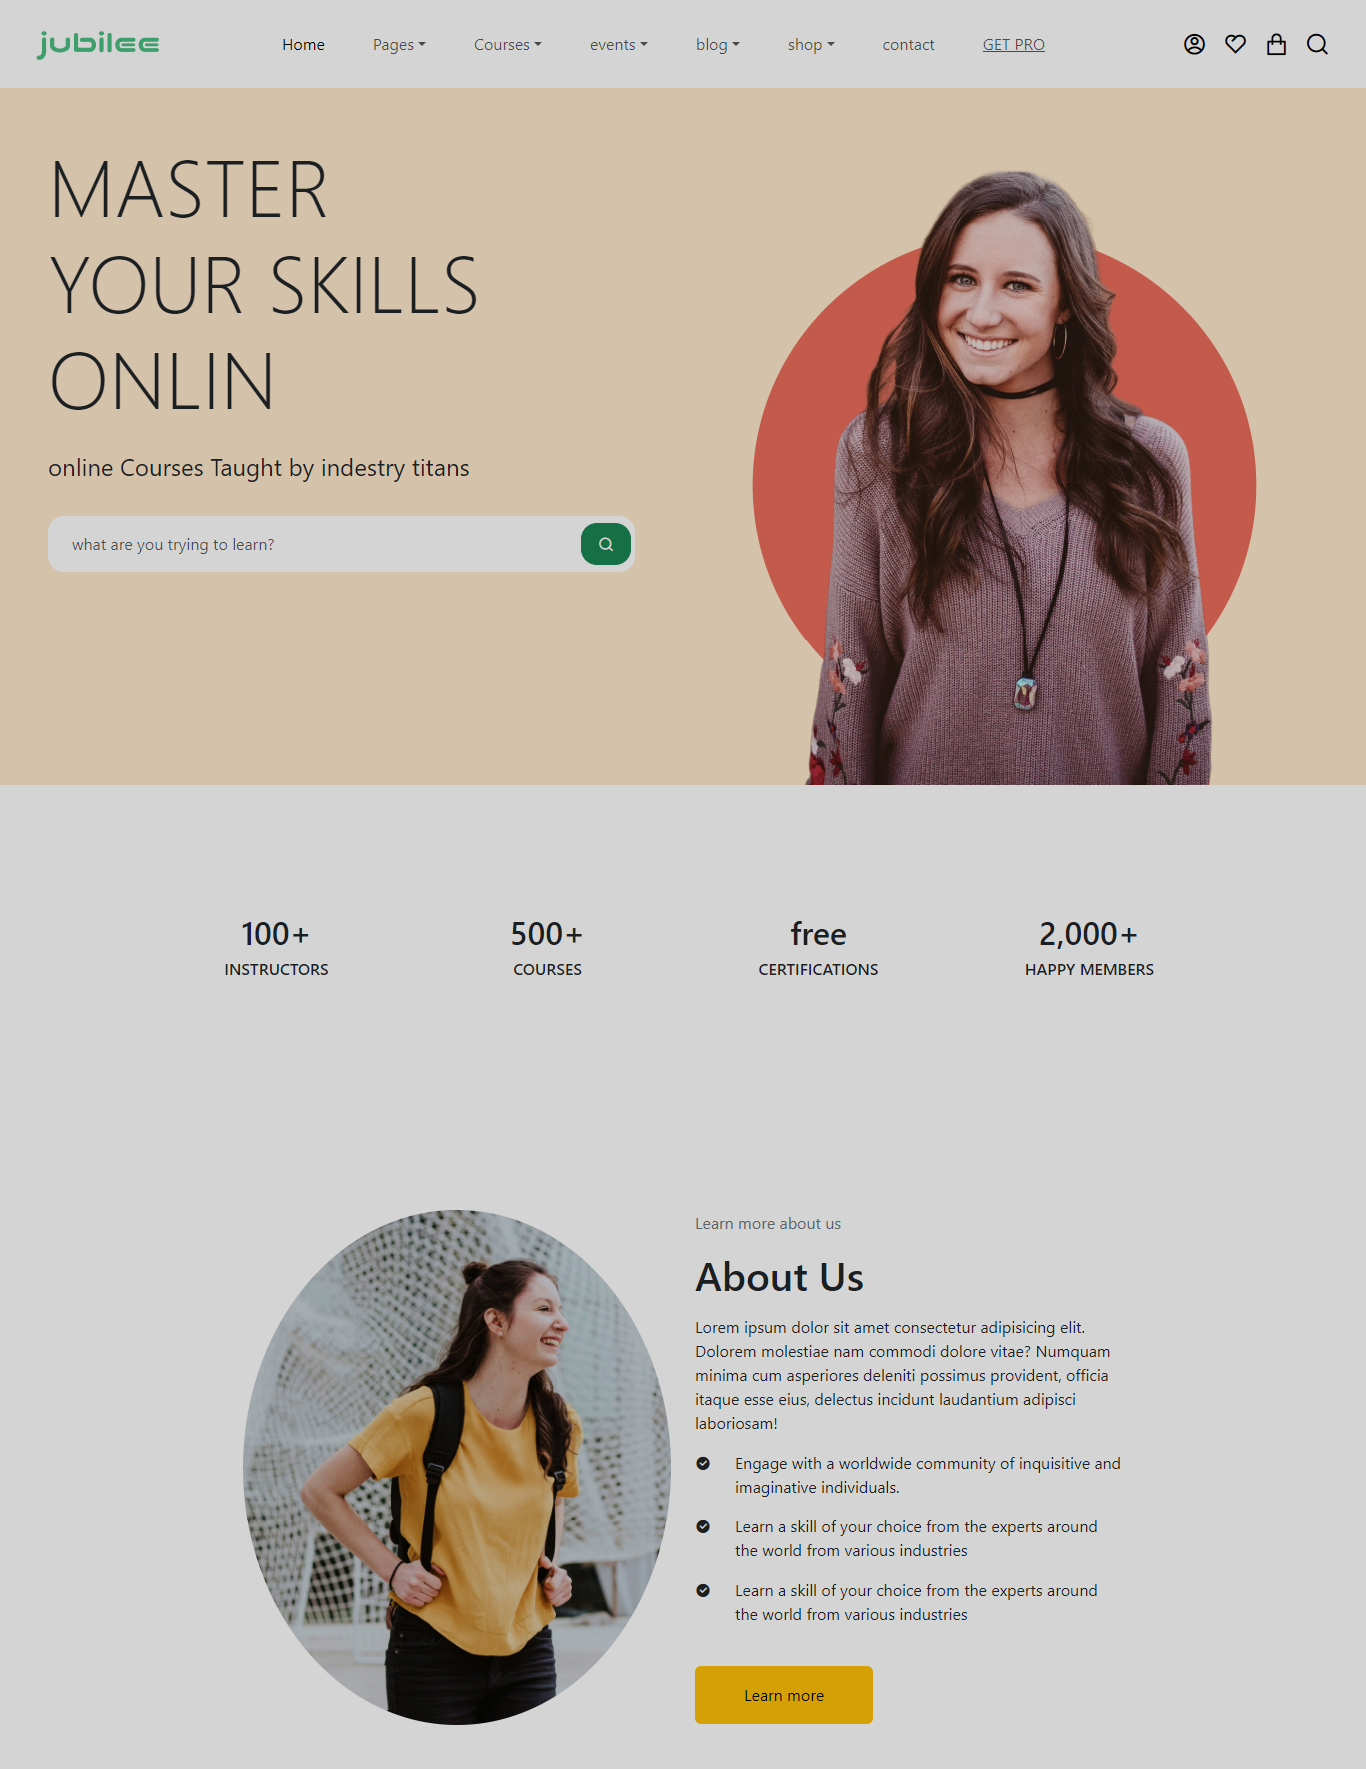 jubilee
Home Pages Courses events blog shop contact GET PRO
MASTER
YOUR SKILLS
ONLIN
online Courses Taught by indestry titans
what are you trying to learn?
100+ 500+ free 2,000+
INSTRUCTORS COURSES CERTIFICATIONS HAPPY MEMBERS
Learn more about us
About Us
Lorem ipsum dolor sit amet consectetur adipisicing elit.
Dolorem molestiae nam commodi dolore vitae? Numquam
minima cum asperiores deleniti possimus provident, officia
itaque esse eius, delectus incidunt laudantium adipisci
laboriosam!
Engage with a worldwide community of inquisitive and
imaginative individuals.
Learn a skill of your choice from the experts around
the world from various industries
Learn a skill of your choice from the experts around
the world from various industries
Learn more